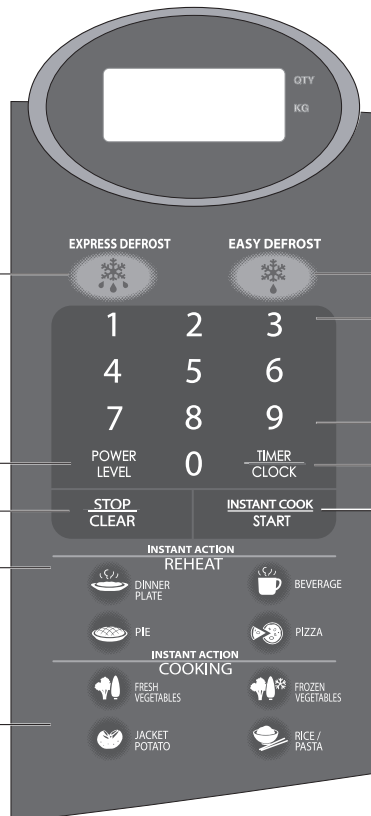 QTY
KG
EXPRESS DEFROST
EASY DEFROST
1 2 3
4 5 6
7 8 9
POWER
LEVEL
0
TIMER
CLOCK
STOP
CLEAR
INSTANT COOK
START
INSTANT ACTION
REHEAT
DINNER
PLATE
BEVERAGE
PIE
PIZZA
INSTANT ACTION
COOKING
FRESH
VEGETABLES
FROZEN
VEGETABLES
JACKET
POTATO
RICE /
PASTA